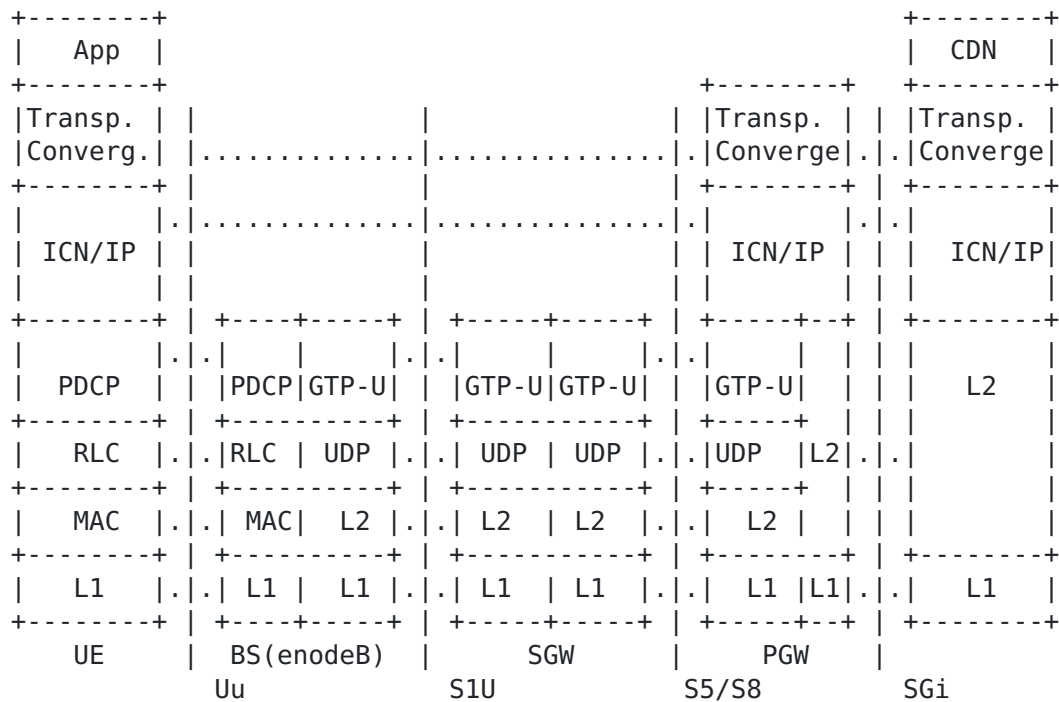 App CDN
Transp. Transp. Transp.
Converg. Converge Converge
ICN/IP ICN/IP ICN/IP
PDCP PDCP GTP-U GTP-U GTP-U GTP-U L2
RLC RLC UDP UDP UDP UDP L2
MAC MAC L2 L2 L2 L2
L1 L1 L1 L1 L1 L1 L1 L1
UE BS(enodeB) SGW PGW
Uu S1U S5/S8 SGi